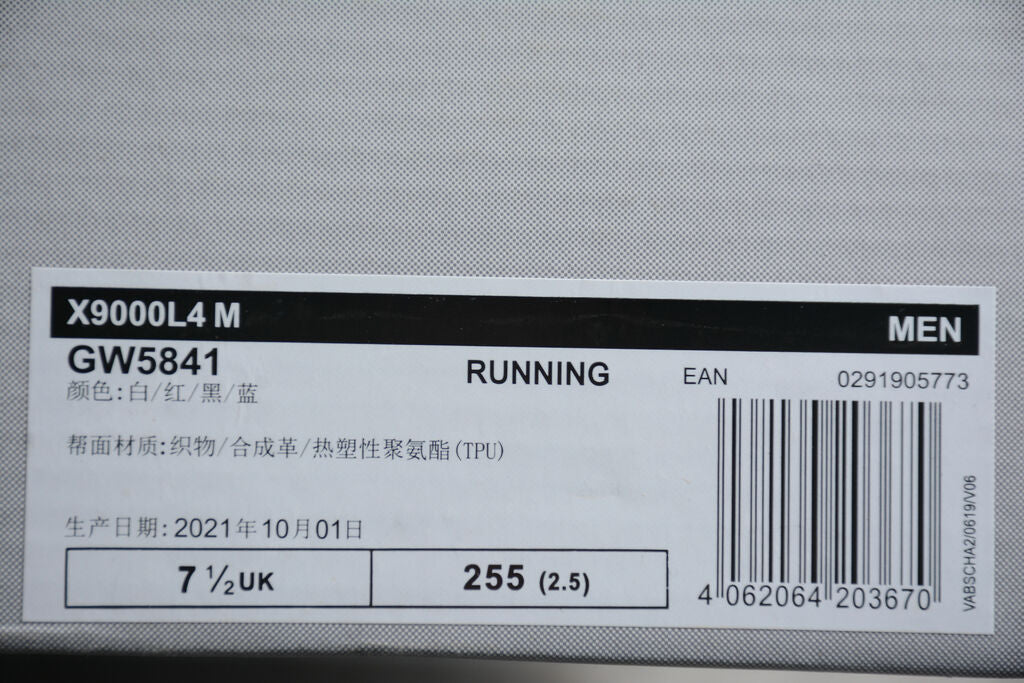 X9000L4 M MEN
GW5841 RUNNING EAN 0291905773
颜色:白/红/黑/蓝
帮面材质:织物/合成革/热塑性聚氨酯(TPU)
生产日期:2021年10月01日
7 ½ UK 255 (2.5)
4 062064 203670
VABSCHA2/0619/V06